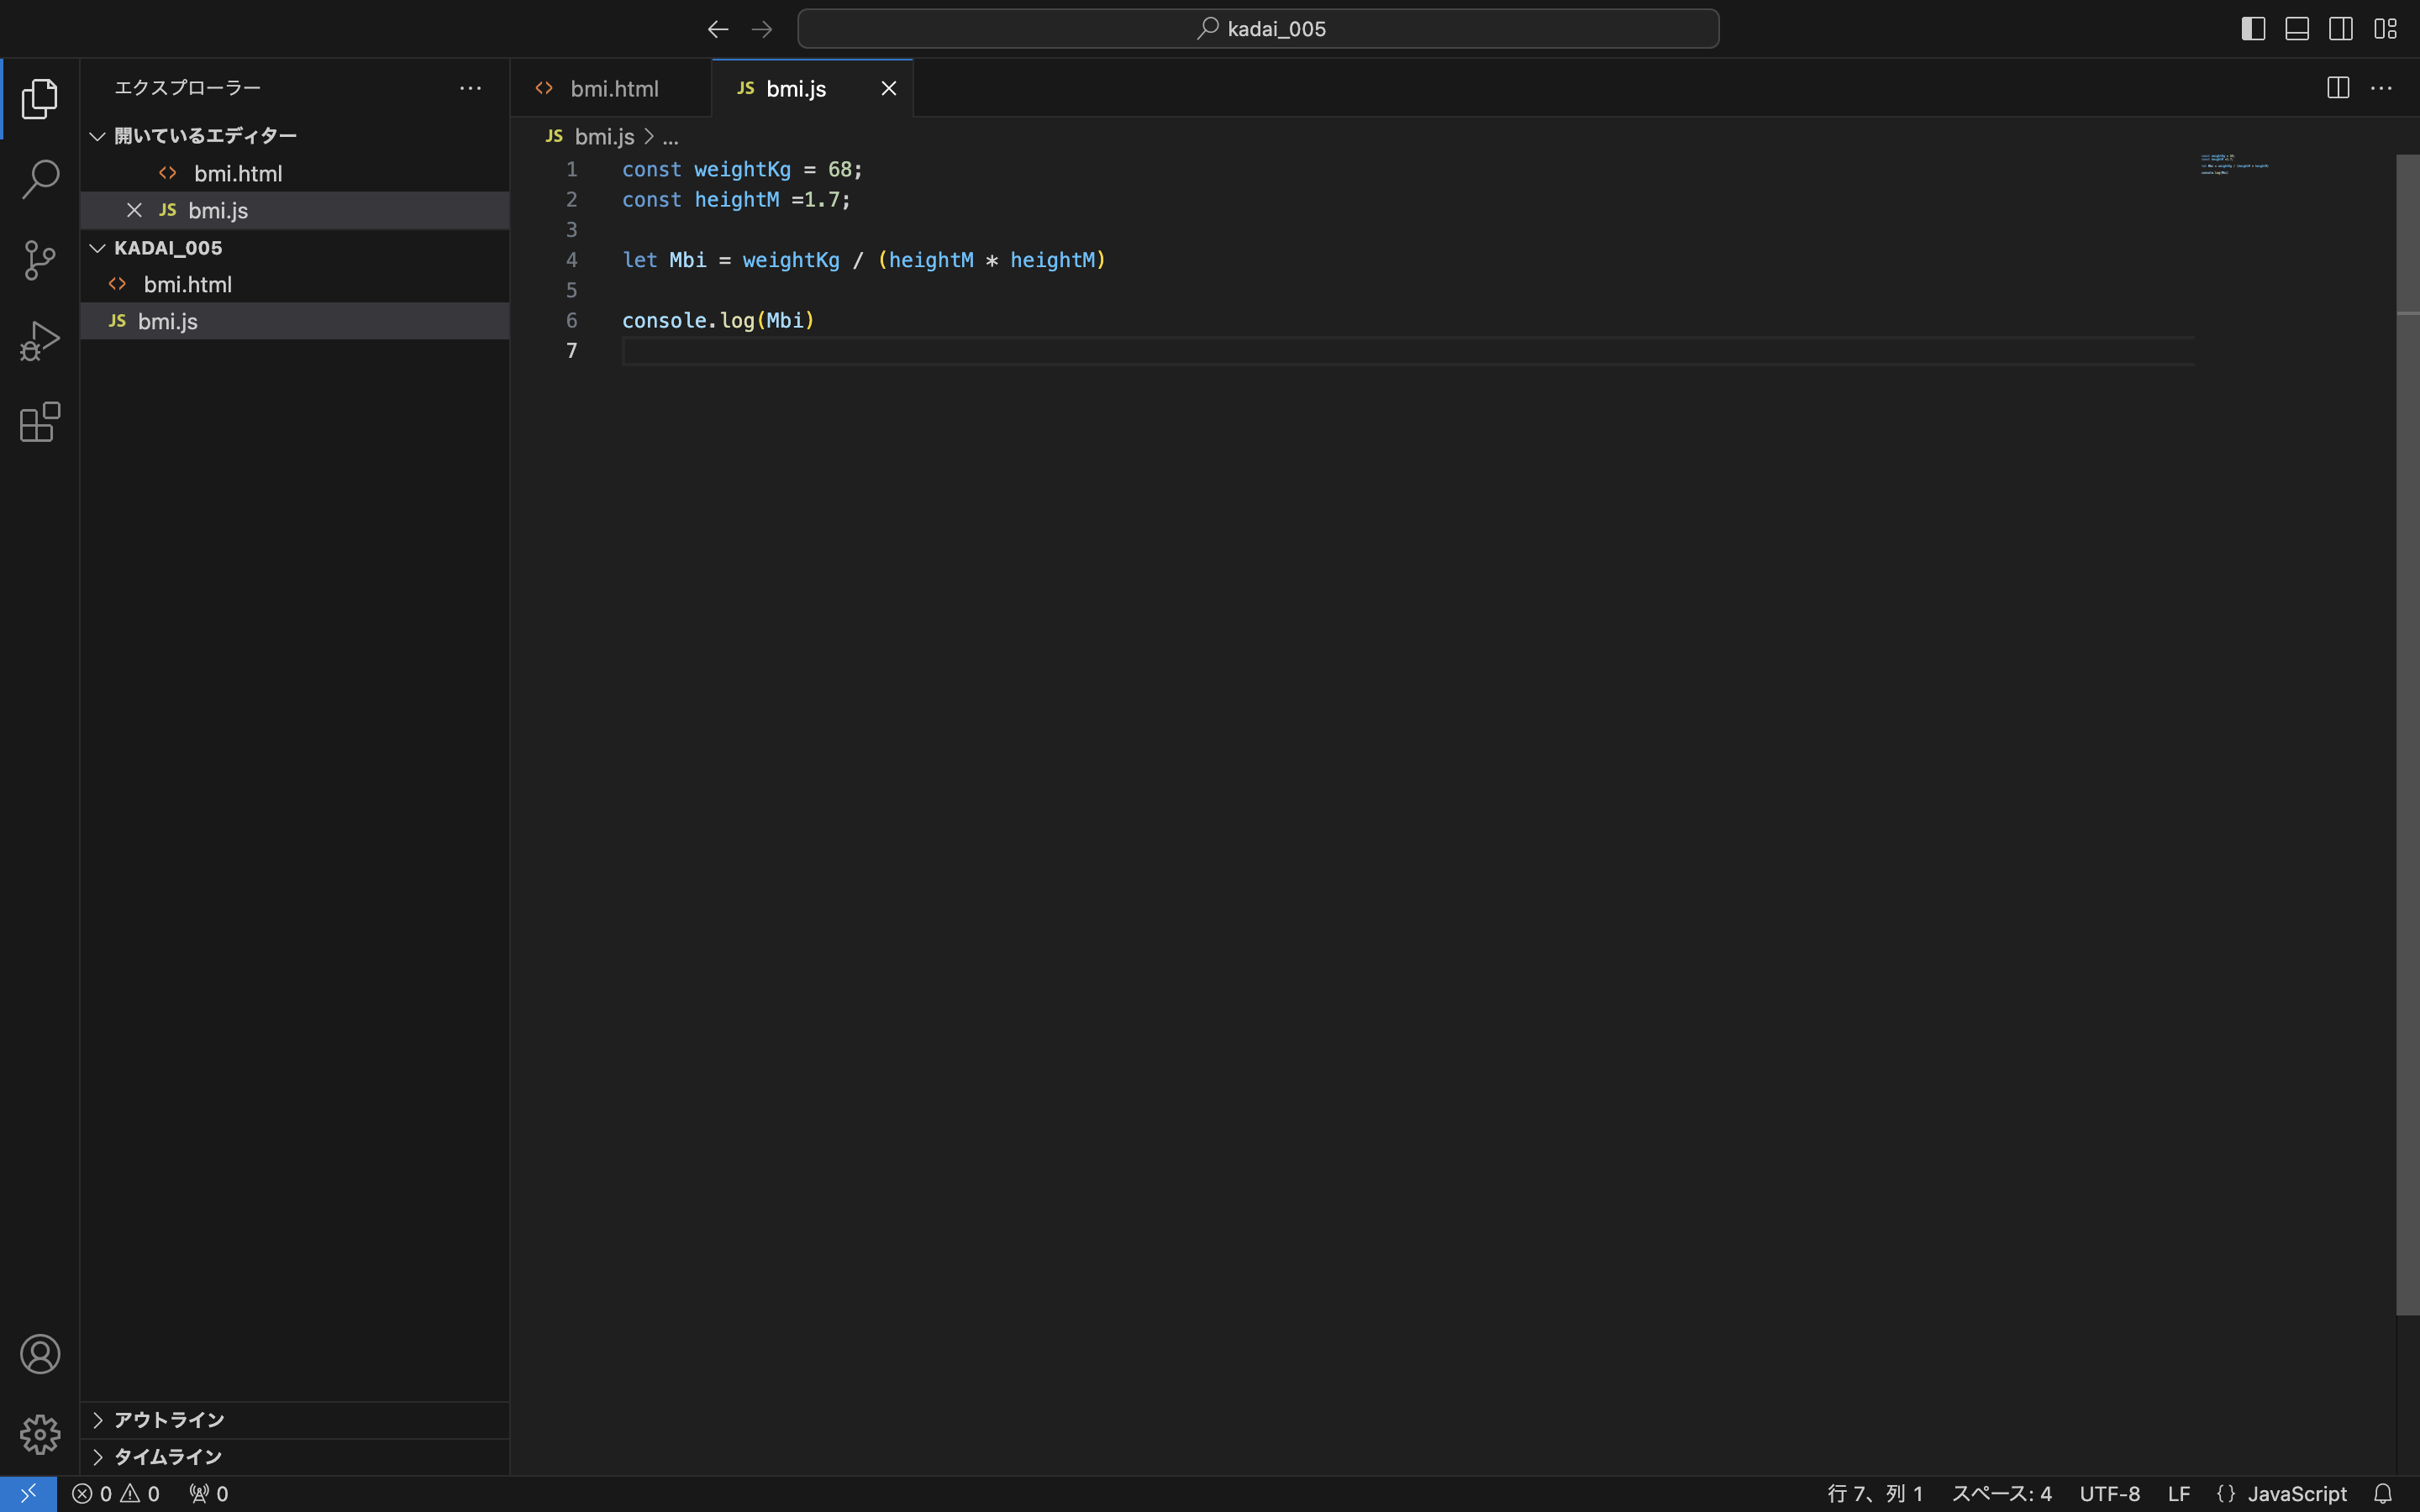 kadai_005
エクスプローラー
開いているエディター
bmi.html
JS bmi.js
KADAI_005
bmi.html
JS bmi.js
アウトライン
タイムライン
bmi.html
JS bmi.js
JS bmi.js > ...
1 const weightKg = 68;
2 const heightM =1.7;
3
4 let Mbi = weightKg / (heightM * heightM)
5
6 console.log(Mbi)
7
0 0 0
行 7、列 1 スペース: 4 UTF-8 LF {} JavaScript